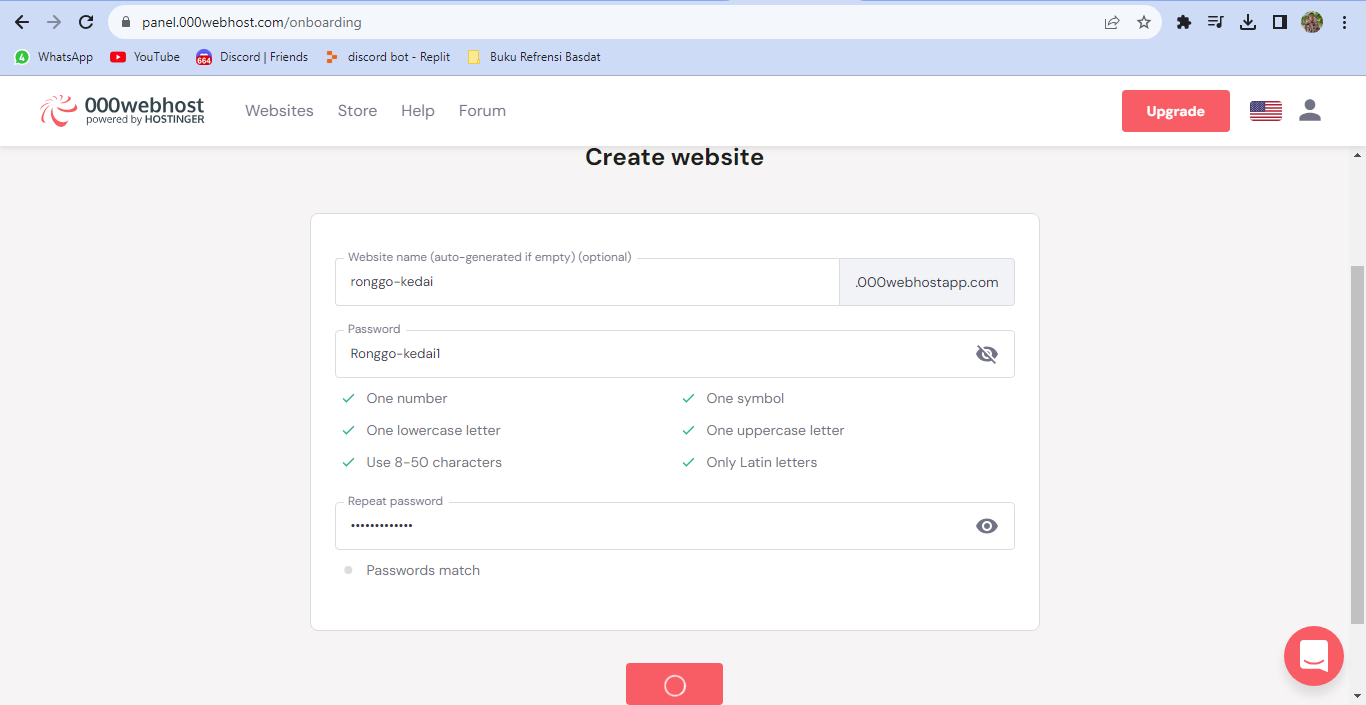 panel.000webhost.com/onboarding
4 WhatsApp YouTube 664 Discord | Friends discord bot - Replit Buku Refrensi Basdat
000webhost
powered by HOSTINGER
Websites Store Help Forum Upgrade
Create website
Website name (auto-generated if empty) (optional)
ronggo-kedai .000webhostapp.com
Password
Ronggo-kedai1
One number One symbol
One lowercase letter One uppercase letter
Use 8-50 characters Only Latin letters
Repeat password
•••••••••••••
Passwords match